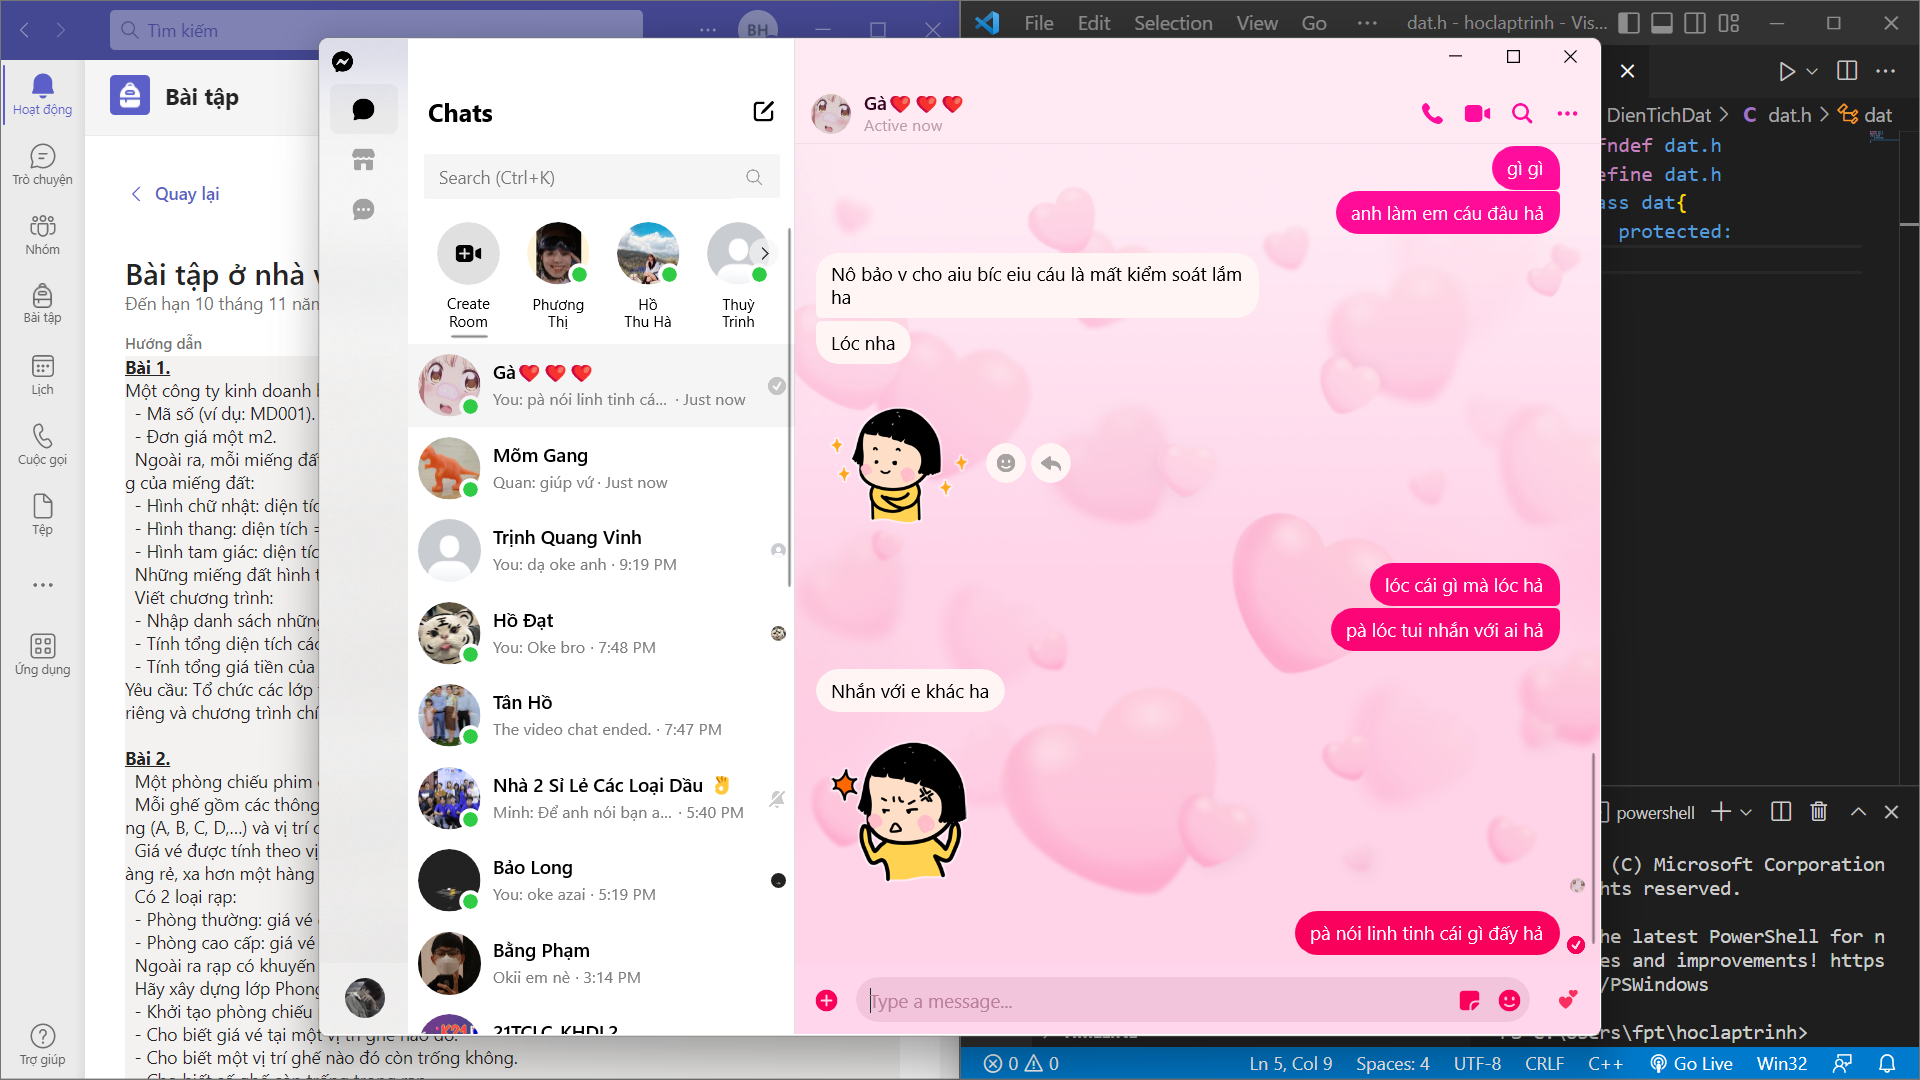 Tìm kiếm
BH
Hoạt động
Trò chuyện
Nhóm
Bài tập
Lịch
Cuộc gọi
Tệp
Ứng dụng
Trợ giúp
Bài tập
Quay lại
Bài tập ở nhà
Đến hạn 10 tháng 11 năm
Hướng dẫn
Bài 1.
Một công ty kinh doanh
- Mã số (ví dụ: MD001).
- Đơn giá một m2.
Ngoài ra, mỗi miếng đất
g của miếng đất:
- Hình chữ nhật: diện tíc
- Hình thang: diện tích =
- Hình tam giác: diện tíc
Những miếng đất hình t
Viết chương trình:
- Nhập danh sách những
- Tính tổng diện tích các
- Tính tổng giá tiền của
Yêu cầu: Tổ chức các lớp
riêng và chương trình chí
Bài 2.
Một phòng chiếu phim
Mỗi ghế gồm các thông
ng (A, B, C, D,...) và vị trí
Giá vé được tính theo vị
àng rẻ, xa hơn một hàng
Có 2 loại rạp:
- Phòng thường: giá vé
- Phòng cao cấp: giá vé
Ngoài ra rạp có khuyến
Hãy xây dựng lớp Phong
- Khởi tạo phòng chiếu
- Cho biết giá vé tại một vị trí ghế nào đó.
- Cho biết một vị trí ghế nào đó còn trống không.
- Cho biết số ghế còn trống trong rạp.
Chats
Search (Ctrl+K)
Create
Room
Phương
Thị
Hồ
Thu Hà
Thuỳ
Trinh
Gà❤️ ❤️ ❤️
You: pà nói linh tinh cá... · Just now
Mõm Gang
Quan: giúp vứ · Just now
Trịnh Quang Vinh
You: dạ oke anh · 9:19 PM
Hồ Đạt
You: Oke bro · 7:48 PM
Tân Hồ
The video chat ended. · 7:47 PM
Nhà 2 Sỉ Lẻ Các Loại Dầu 👌
Minh: Để anh nói bạn a... · 5:40 PM
Bảo Long
You: oke azai · 5:19 PM
Bằng Phạm
Okii em nè · 3:14 PM
21TCLC_KHDL2
Gà❤️ ❤️ ❤️
Active now
gì gì
anh làm em cáu đâu hả
Nô bảo v cho aiu bíc eiu cáu là mất kiểm soát lắm
ha
Lóc nha
lóc cái gì mà lóc hả
pà lóc tui nhắn với ai hả
Nhắn với e khác ha
pà nói linh tinh cái gì đấy hả
Type a message...
File Edit Selection View Go ··· dat.h - hoclaptrinh - Vis...
DienTichDat > C dat.h > dat
fndef dat.h
efine dat.h
ass dat{
protected:
powershell
(C) Microsoft Corporation
hts reserved.
he latest PowerShell for n
es and improvements! https
/PSWindows
PS C:\Users\fpt\hoclaptrinh>
0 0 Ln 5, Col 9 Spaces: 4 UTF-8 CRLF C++ Go Live Win32